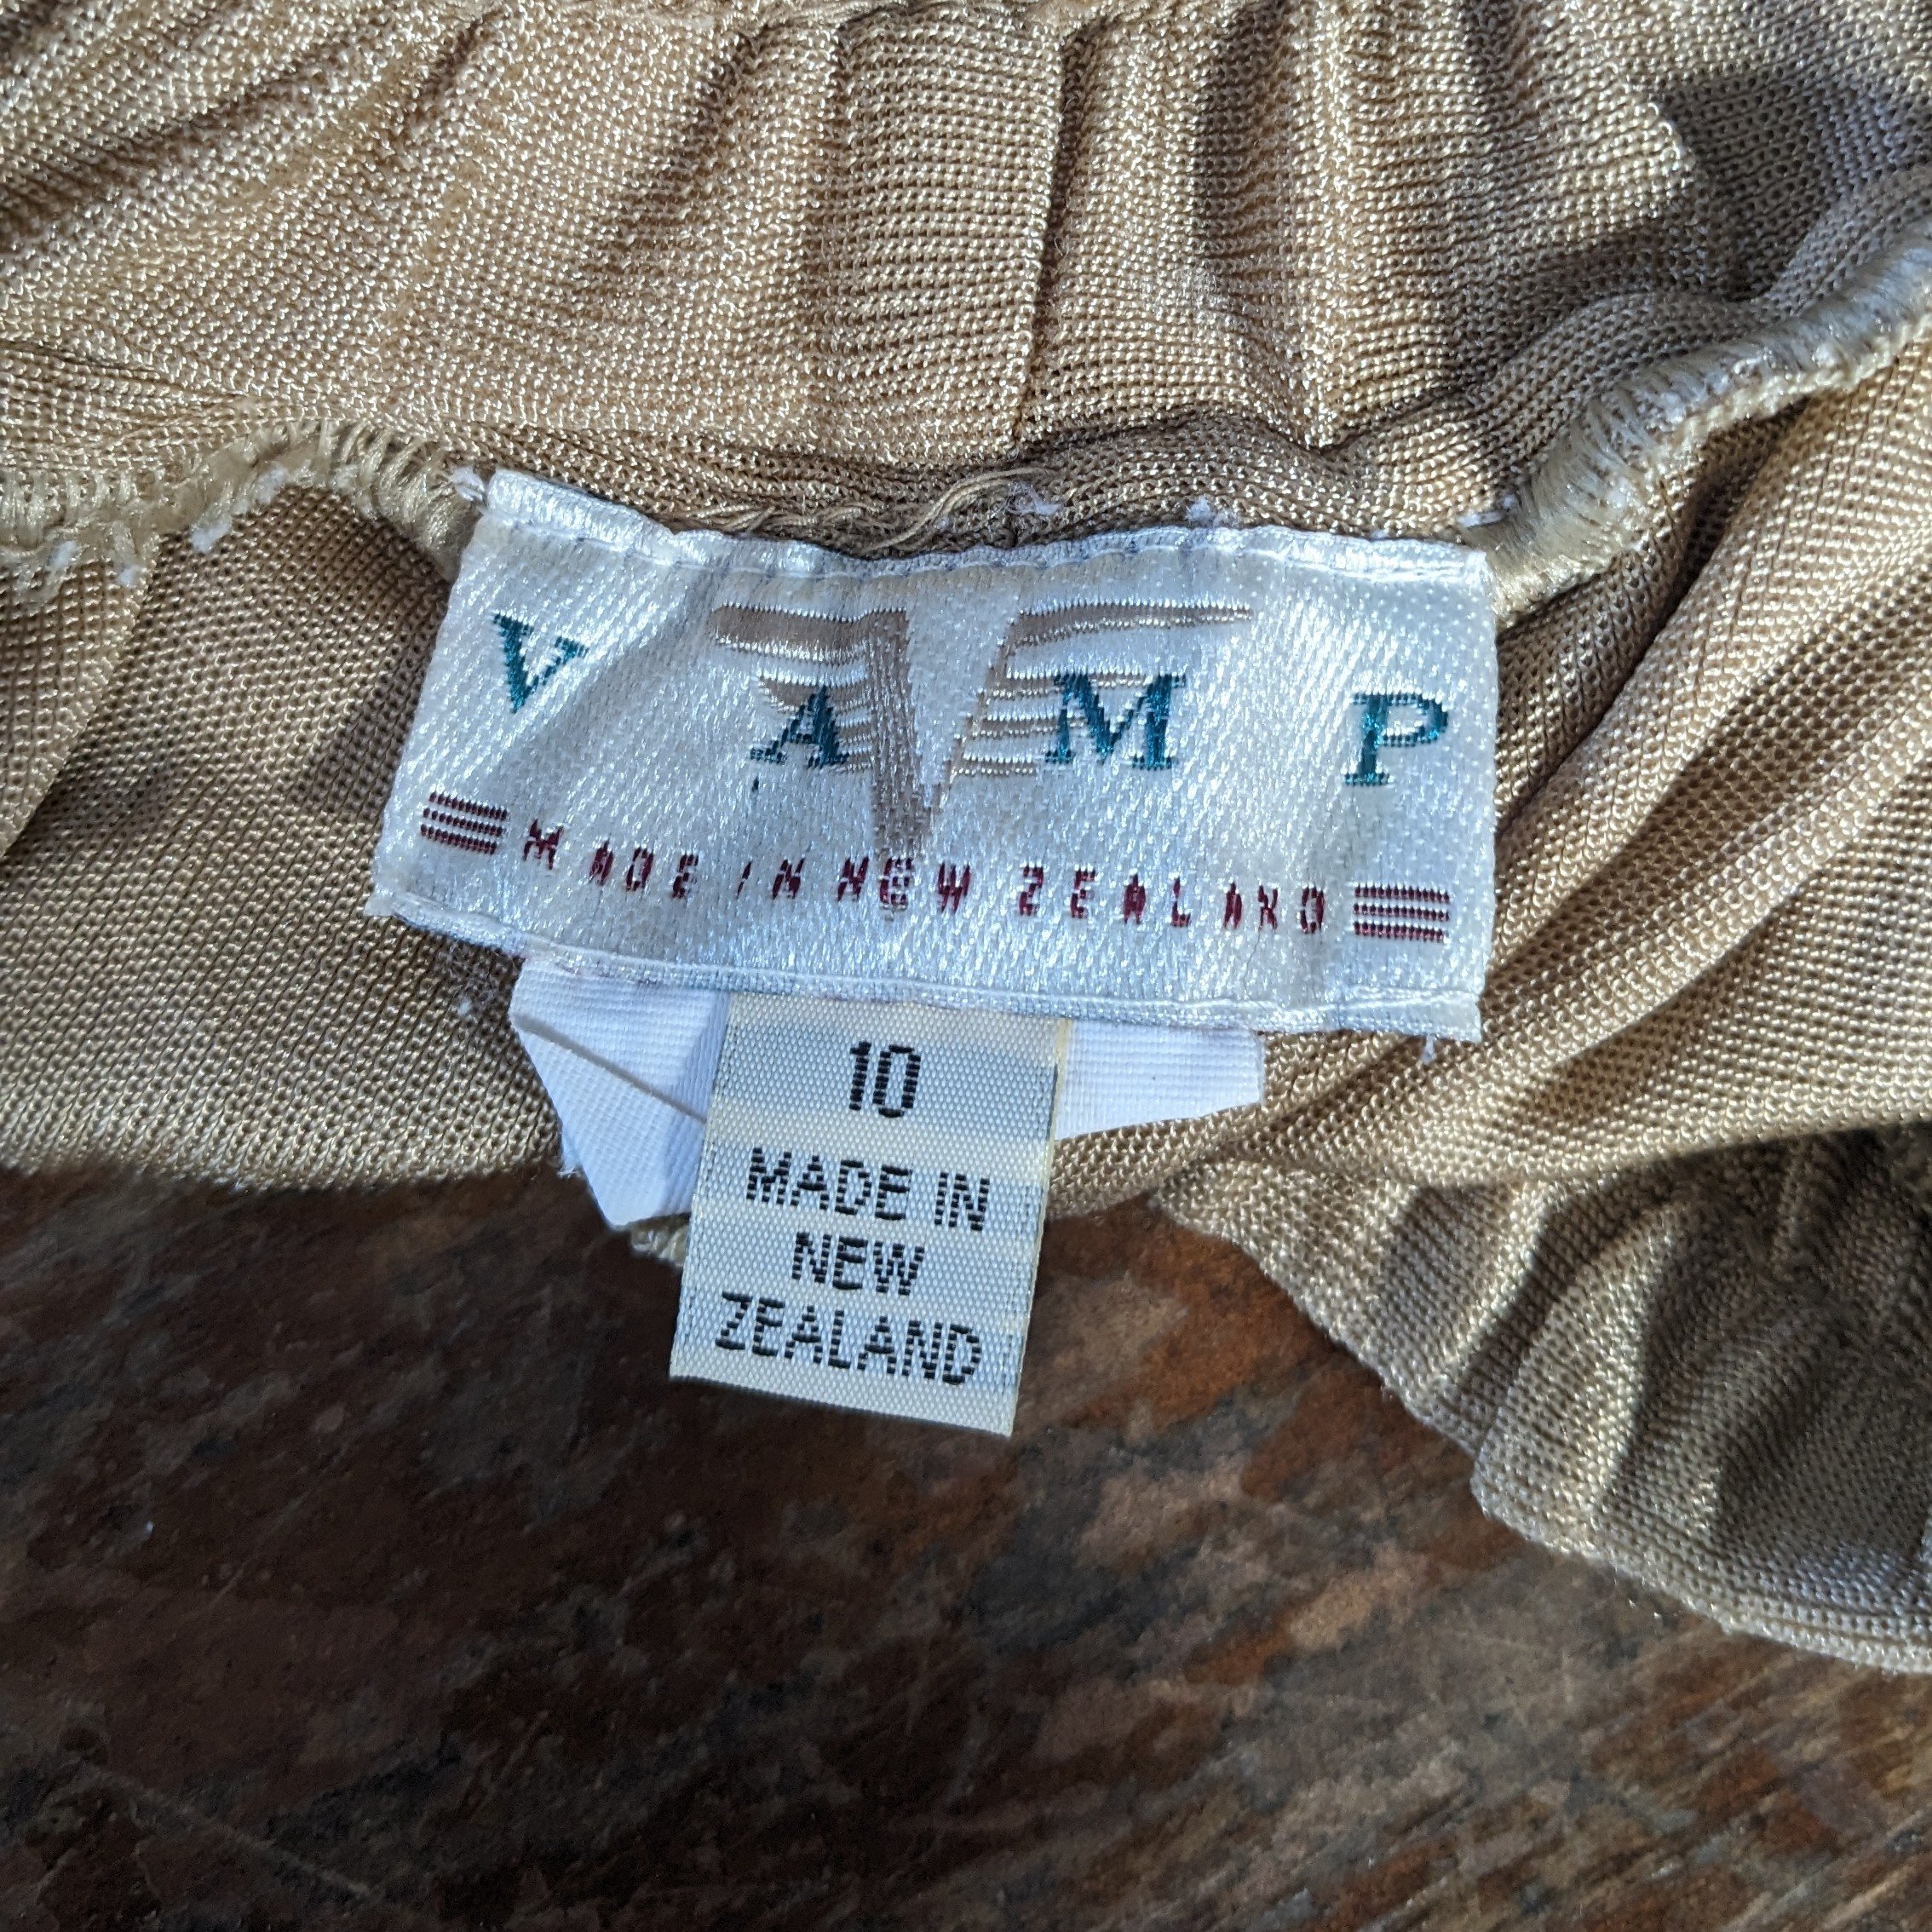 V A M P
MADE IN NEW ZEALAND
10
MADE IN
NEW
ZEALAND